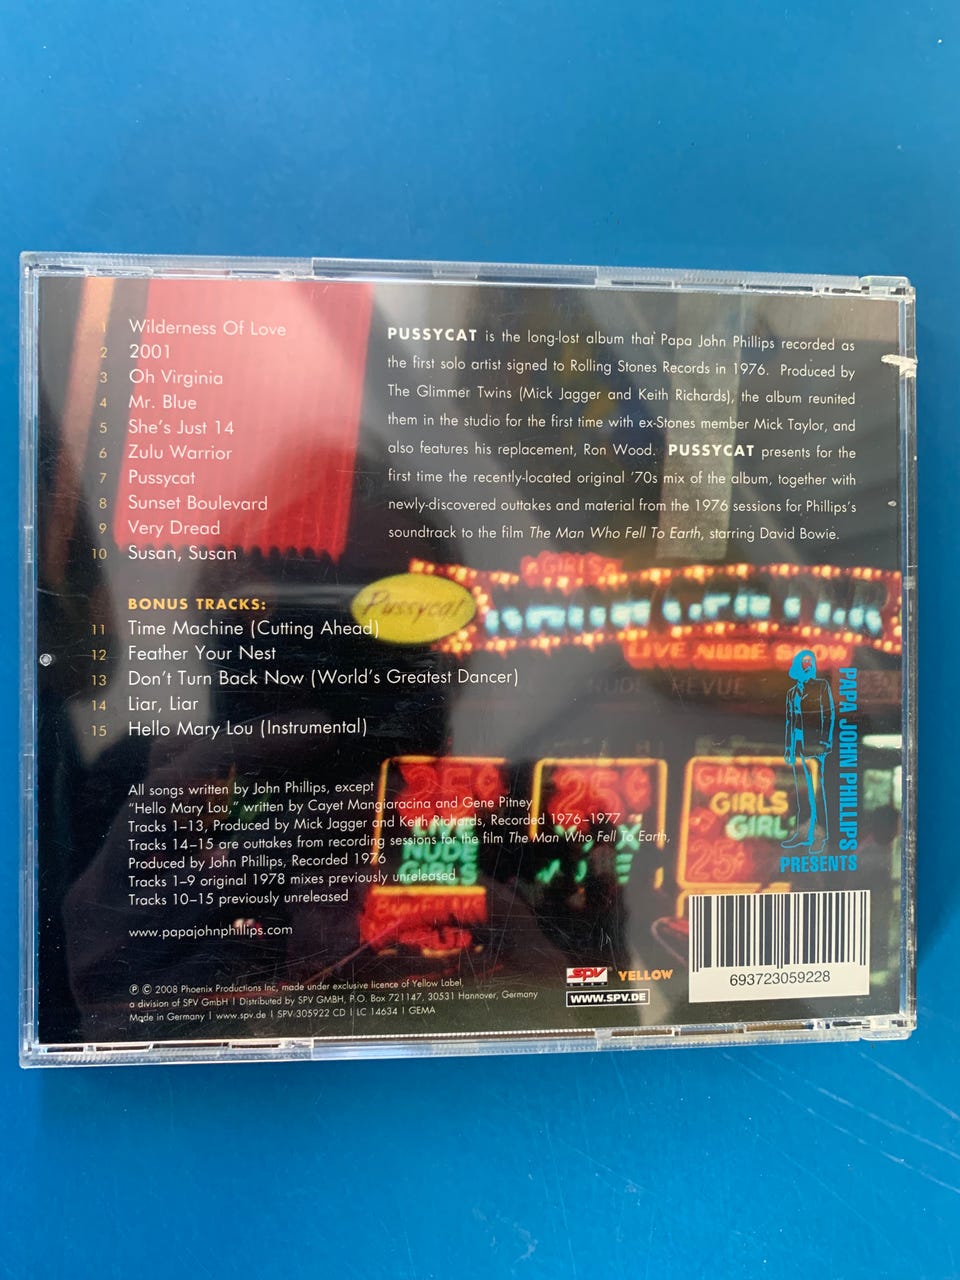 1 Wilderness Of Love
2 2001
3 Oh Virginia
4 Mr. Blue
5 She's Just 14
6 Zulu Warrior
7 Pussycat
8 Sunset Boulevard
9 Very Dread
10 Susan, Susan
BONUS TRACKS:
11 Time Machine (Cutting Ahead)
12 Feather Your Nest
13 Don't Turn Back Now (World's Greatest Dancer)
14 Liar, Liar
15 Hello Mary Lou (Instrumental)
PUSSYCAT is the long-lost album that Papa John Phillips recorded as
the first solo artist signed to Rolling Stones Records in 1976. Produced by
The Glimmer Twins (Mick Jagger and Keith Richards), the album reunited
them in the studio for the first time with ex-Stones member Mick Taylor, and
also features his replacement, Ron Wood. PUSSYCAT presents for the
first time the recently-located original '70s mix of the album, together with
newly-discovered outtakes and material from the 1976 sessions for Phillips's
soundtrack to the film The Man Who Fell To Earth, starring David Bowie.
GIRLS
Pussycat
LIVE NUDE SHOW
NUDE REVUE
All songs written by John Phillips, except
"Hello Mary Lou," written by Cayet Mangiaracina and Gene Pitney
Tracks 1–13, Produced by Mick Jagger and Keith Richards, Recorded 1976–1977
Tracks 14–15 are outtakes from recording sessions for the film The Man Who Fell To Earth,
Produced by John Phillips, Recorded 1976
Tracks 1–9 original 1978 mixes previously unreleased
Tracks 10–15 previously unreleased
www.papajohnphillips.com
25¢
NUDE
GIRLS
25¢
GIRLS
GIRLS
GIRL
25¢
PAPA JOHN PHILLIPS
PRESENTS
℗ © 2008 Phoenix Productions Inc, made under exclusive licence of Yellow Label,
a division of SPV GmbH | Distributed by SPV GMBH, P.O. Box 721147, 30531 Hannover, Germany
Made in Germany | www.spv.de | SPV 305922 CD | LC 14634 | GEMA
SPV YELLOW
WWW.SPV.DE
693723059228